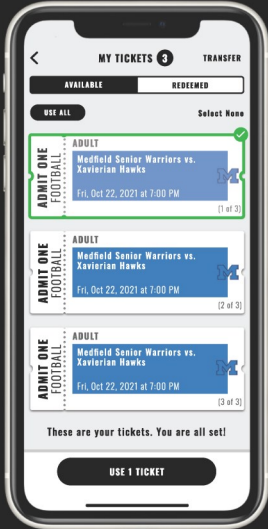 MY TICKETS 3 TRANSFER
AVAILABLE REDEEMED
USE ALL Select None
ADMIT ONE
FOOTBALL
ADULT
Medfield Senior Warriors vs.
Xavierian Hawks
M
Fri, Oct 22, 2021 at 7:00 PM
(1 of 3)
ADMIT ONE
FOOTBALL
ADULT
Medfield Senior Warriors vs.
Xavierian Hawks
M
Fri, Oct 22, 2021 at 7:00 PM
(2 of 3)
ADMIT ONE
FOOTBALL
ADULT
Medfield Senior Warriors vs.
Xavierian Hawks
M
Fri, Oct 22, 2021 at 7:00 PM
(3 of 3)
These are your tickets. You are all set!
USE 1 TICKET